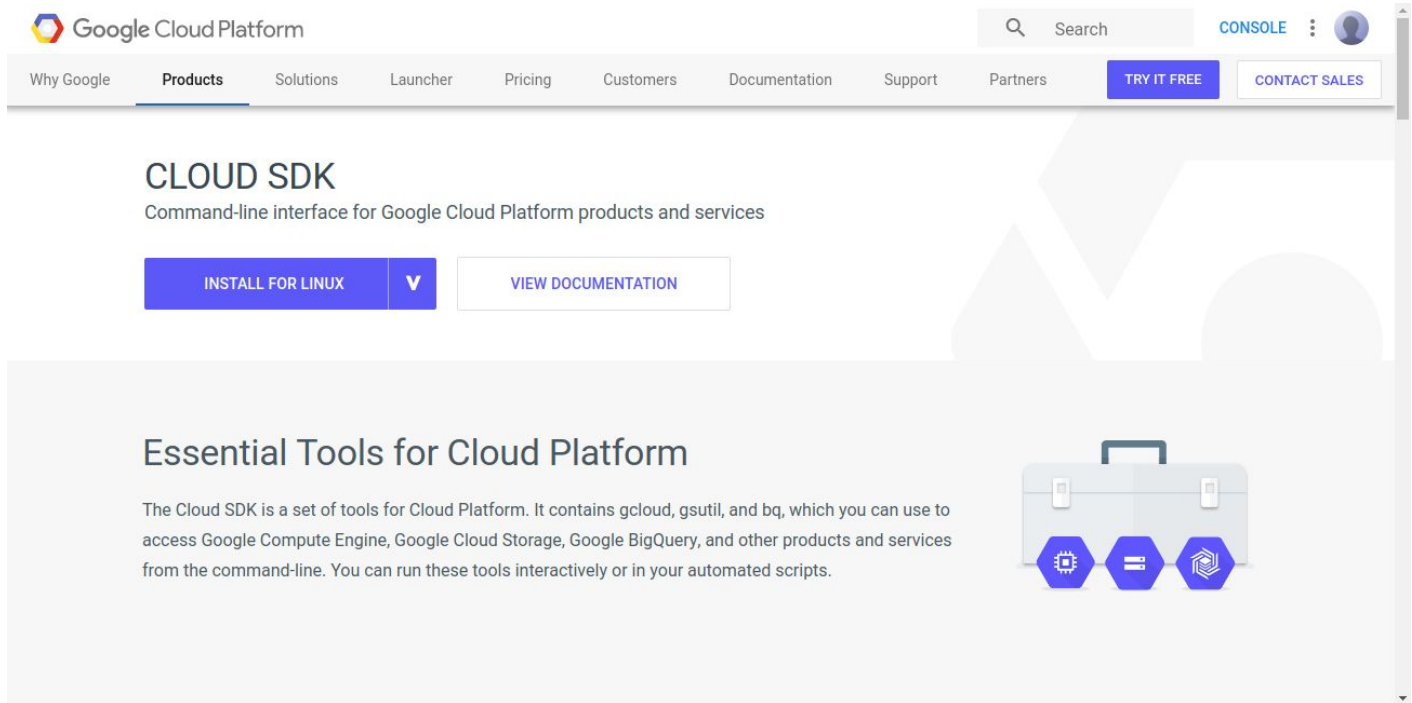 Google Cloud Platform
Search
CONSOLE
Why Google
Products
Solutions
Launcher
Pricing
Customers
Documentation
Support
Partners
TRY IT FREE
CONTACT SALES
CLOUD SDK
Command-line interface for Google Cloud Platform products and services
INSTALL FOR LINUX
VIEW DOCUMENTATION
Essential Tools for Cloud Platform
The Cloud SDK is a set of tools for Cloud Platform. It contains gcloud, gsutil, and bq, which you can use to
access Google Compute Engine, Google Cloud Storage, Google BigQuery, and other products and services
from the command-line. You can run these tools interactively or in your automated scripts.